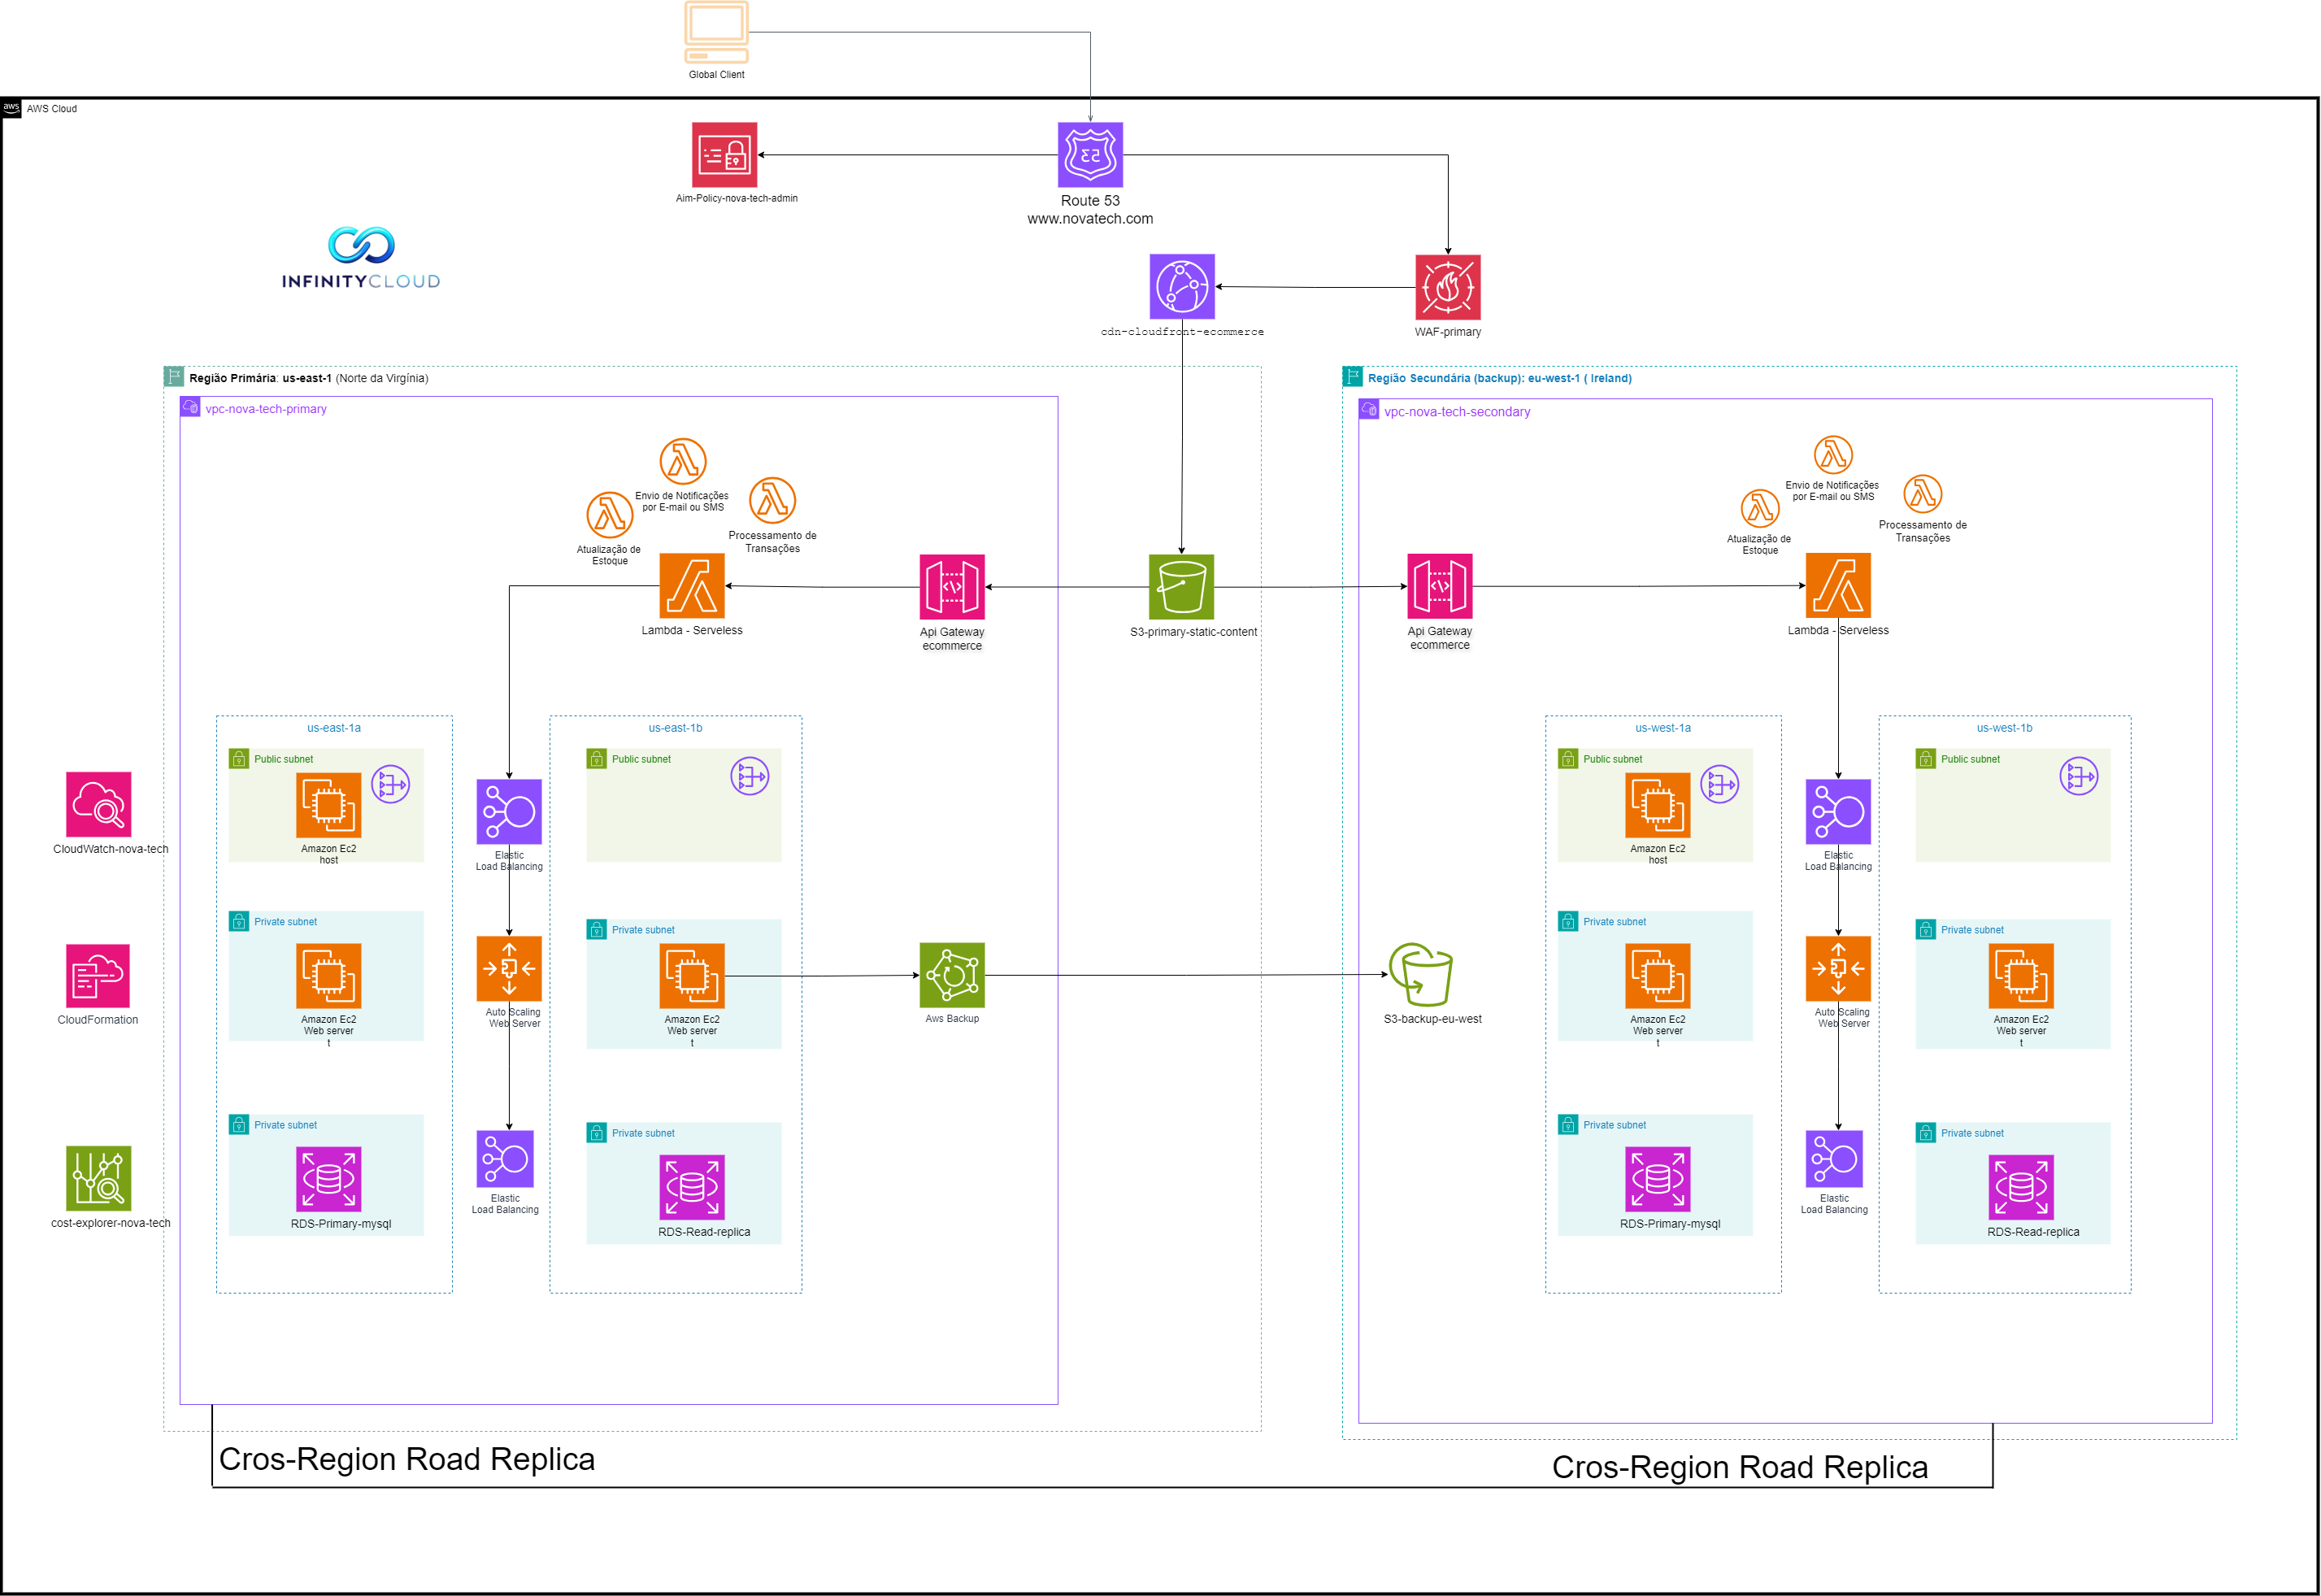 Global Client
aws
AWS Cloud
Aim-Policy-nova-tech-admin
53
Route 53
www.novatech.com
INFINITYCLOUD
cdn-cloudfront-ecommerce
WAF-primary
Região Primária: us-east-1 (Norte da Virgínia)
vpc-nova-tech-primary
Envio de Notificações
por E-mail ou SMS
Atualização de
Estoque
Processamento de
Transações
Lambda - Serveless
Api Gateway
ecommerce
S3-primary-static-content
us-east-1a
Public subnet
Amazon Ec2
host
Private subnet
Amazon Ec2
Web server
t
Private subnet
RDS-Primary-mysql
Elastic
Load Balancing
Auto Scaling
Web Server
Elastic
Load Balancing
us-east-1b
Public subnet
Private subnet
Amazon Ec2
Web server
t
Private subnet
RDS-Read-replica
Aws Backup
CloudWatch-nova-tech
CloudFormation
cost-explorer-nova-tech
Região Secundária (backup): eu-west-1 ( Ireland)
vpc-nova-tech-secondary
Envio de Notificações
por E-mail ou SMS
Atualização de
Estoque
Processamento de
Transações
Api Gateway
ecommerce
Lambda - Serveless
S3-backup-eu-west
us-west-1a
Public subnet
Amazon Ec2
host
Private subnet
Amazon Ec2
Web server
t
Private subnet
RDS-Primary-mysql
Elastic
Load Balancing
Auto Scaling
Web Server
Elastic
Load Balancing
us-west-1b
Public subnet
Private subnet
Amazon Ec2
Web server
t
Private subnet
RDS-Read-replica
Cros-Region Road Replica
Cros-Region Road Replica